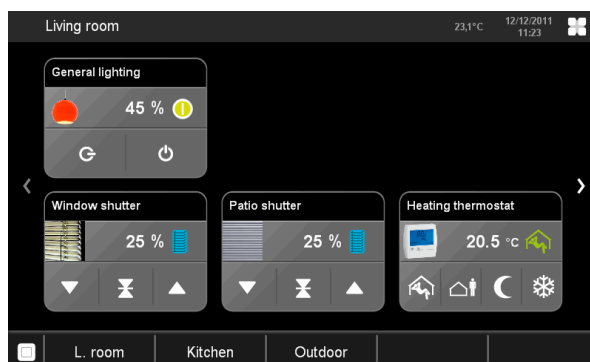 Living room
23,1°C
12/12/2011
11:23
General lighting
45 %
Window shutter
25 %
Patio shutter
25 %
Heating thermostat
20.5 °C
L. room
Kitchen
Outdoor